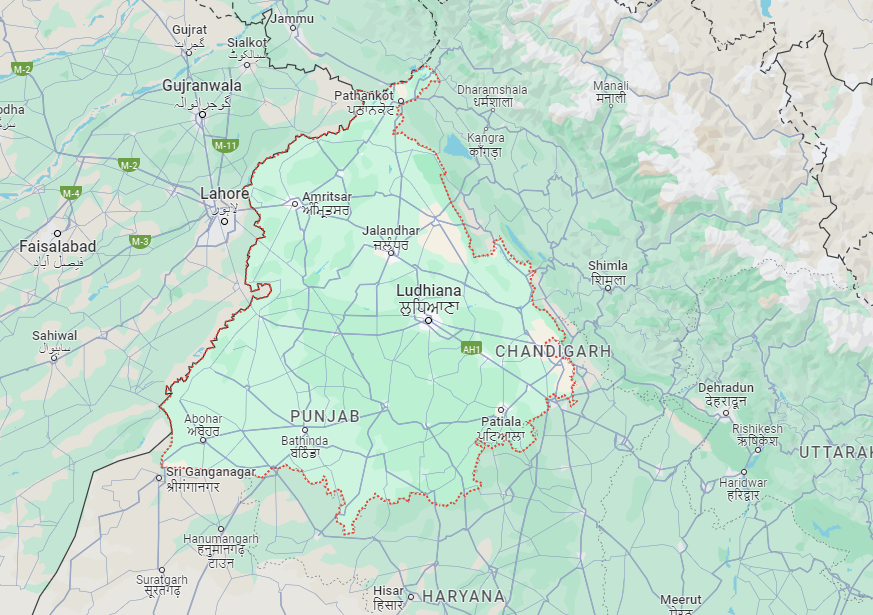 Jammu
Gujrat
گجرات
Sialkot
سیالکوٹ
M-2
Gujranwala
گوجرانوالہ
Pathankot
ਪਠਾਨਕੋਟ
Dharamshala
धर्मशाला
Manali
मनाली
Kangra
काँगड़ा
M-11
M-2
M-4
Lahore
لاہور
Amritsar
ਅੰਮ੍ਰਿਤਸਰ
M-3
Faisalabad
فیصل آباد
Jalandhar
ਜਲੰਧਰ
Shimla
शिमला
Ludhiana
ਲੁਧਿਆਣਾ
Sahiwal
ساہیوال
AH1
CHANDIGARH
Dehradun
देहरादून
Abohar
ਅਬੋਹਰ
PUNJAB
Patiala
ਪਟਿਆਲਾ
Bathinda
ਬਠਿੰਡਾ
Rishikesh
ऋषिकेश
UTTARAK
Sri Ganganagar
श्रीगंगानगर
Haridwar
हरिद्वार
Hanumangarh
हनुमानगढ़
टाउन
Suratgarh
सूरतगढ़
Hisar
हिसार
HARYANA
Meerut